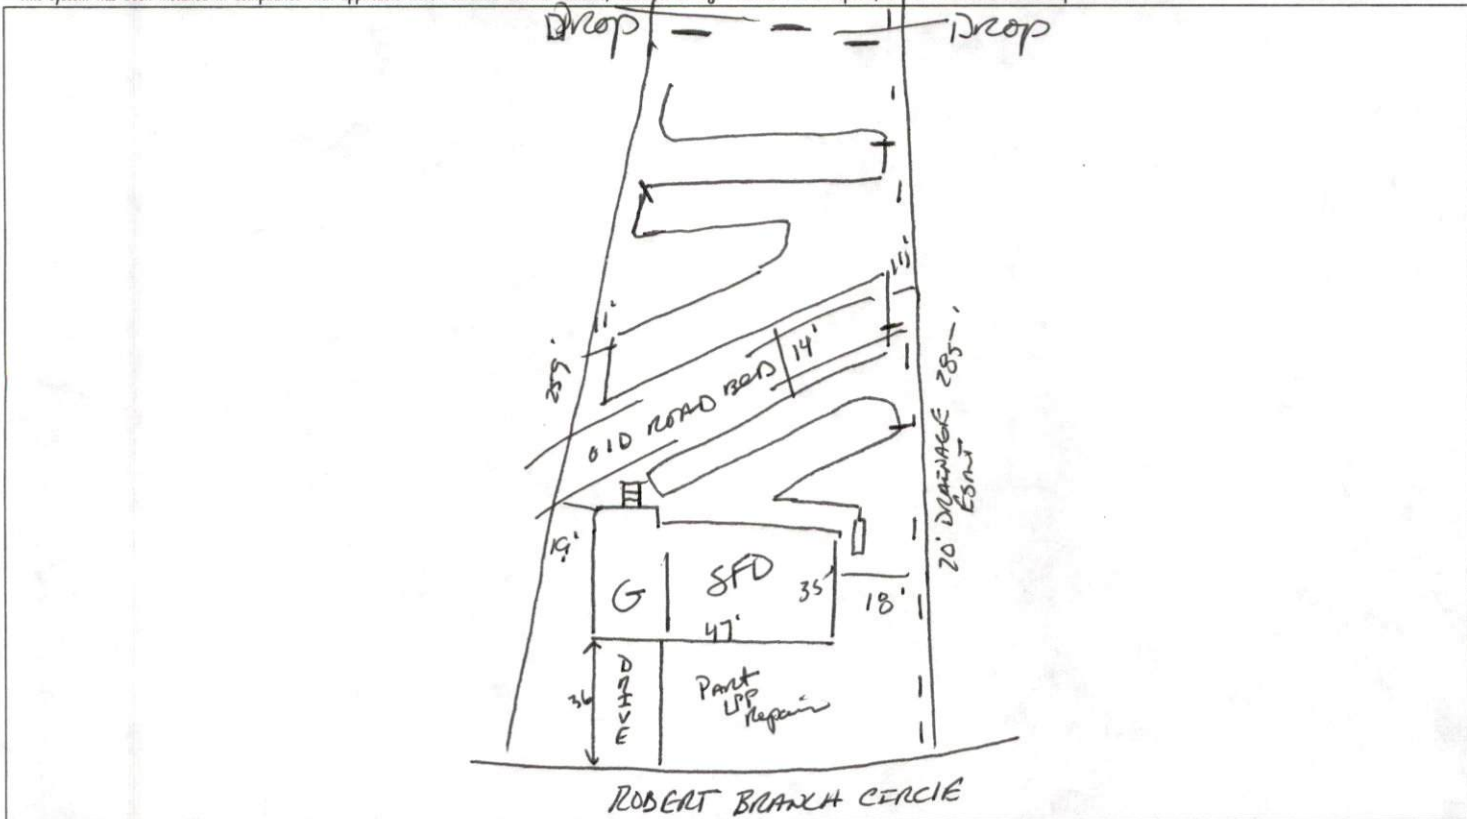 Drop
Drop
11'
11'
14'
259'
OLD ROAD BED
20' DRAINAGE 285-'
ESMT
19'
G
SFD
35'
18'
47'
36
DRIVE
Part
LPP
Repair
ROBERT BRANCH CIRCLE